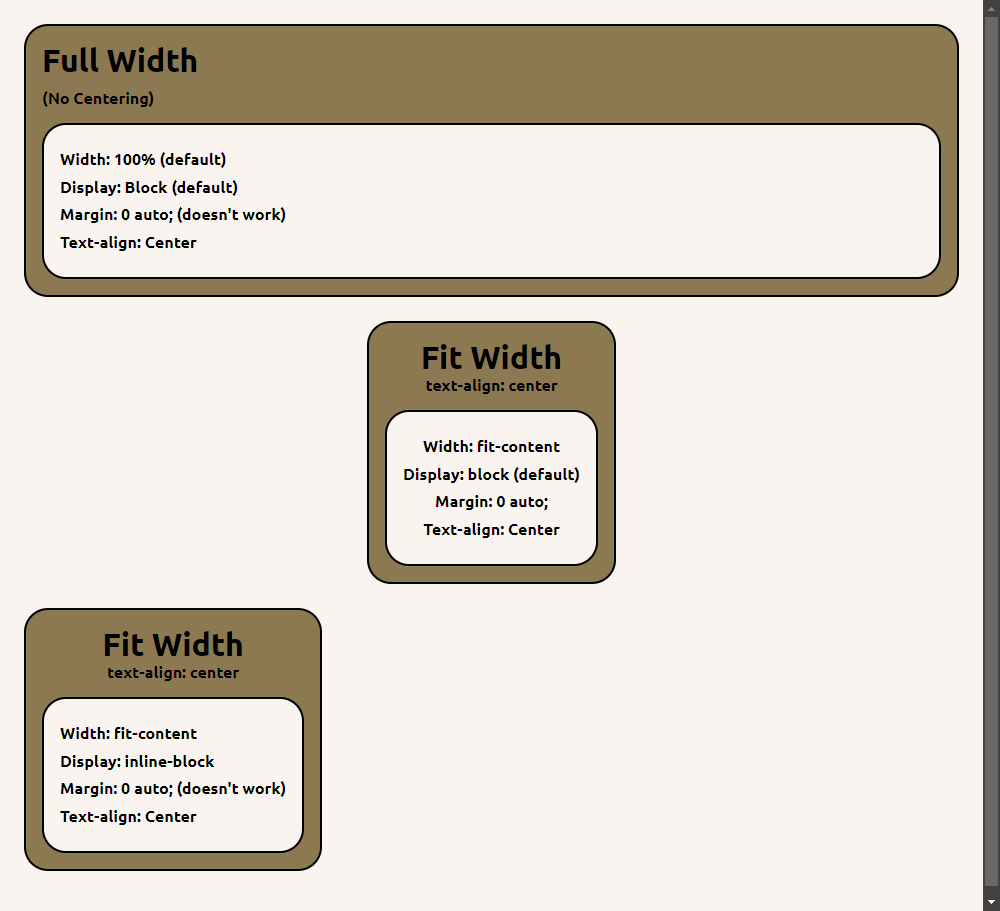 Full Width
(No Centering)
Width: 100% (default)
Display: Block (default)
Margin: 0 auto; (doesn't work)
Text-align: Center
Fit Width
text-align: center
Width: fit-content
Display: block (default)
Margin: 0 auto;
Text-align: Center
Fit Width
text-align: center
Width: fit-content
Display: inline-block
Margin: 0 auto; (doesn't work)
Text-align: Center